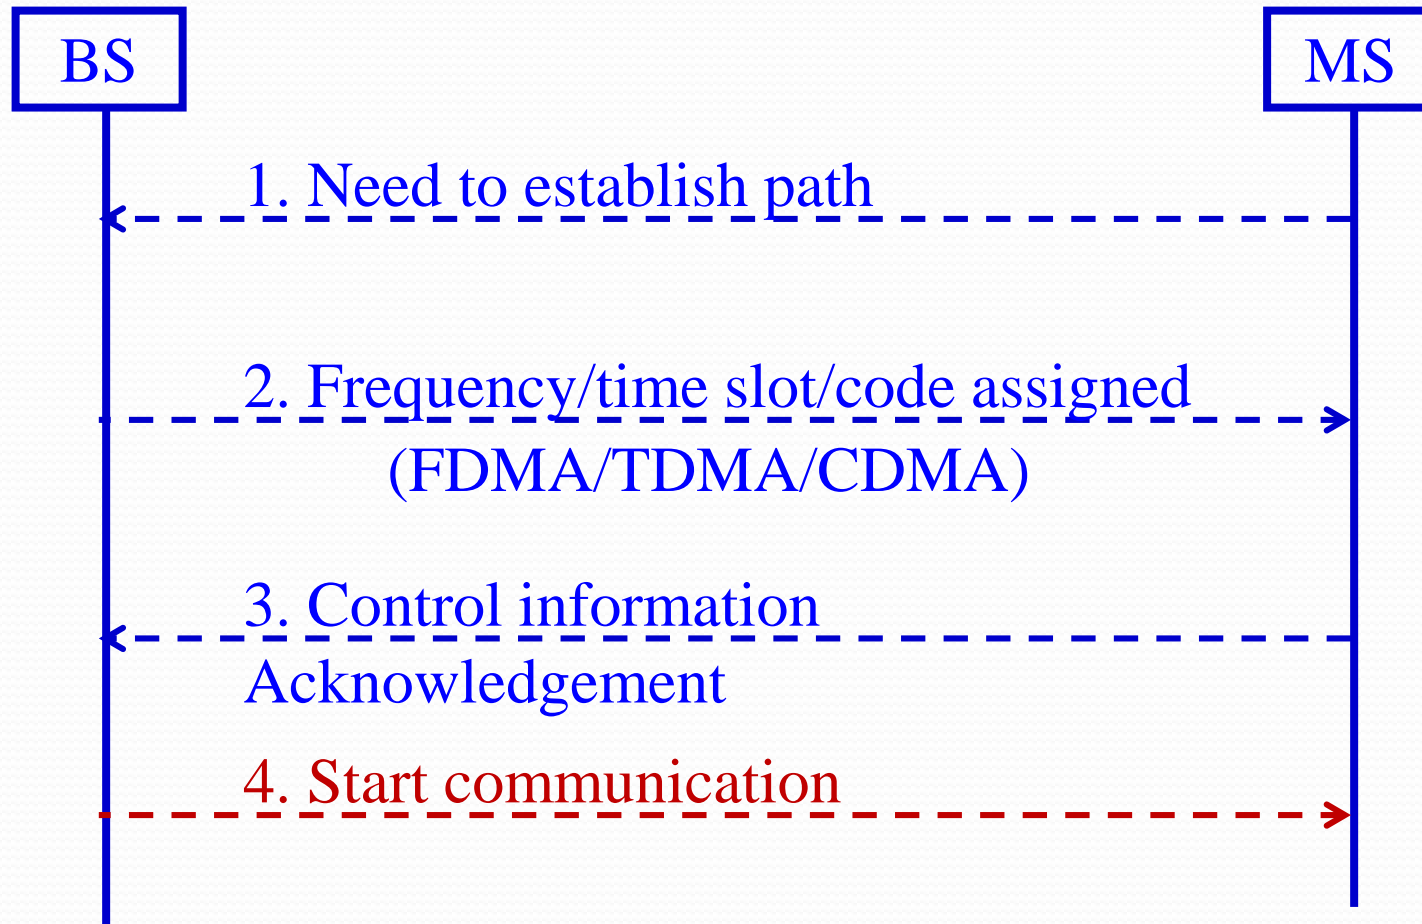 BS
MS
1. Need to establish path
2. Frequency/time slot/code assigned
(FDMA/TDMA/CDMA)
3. Control information
Acknowledgement
4. Start communication